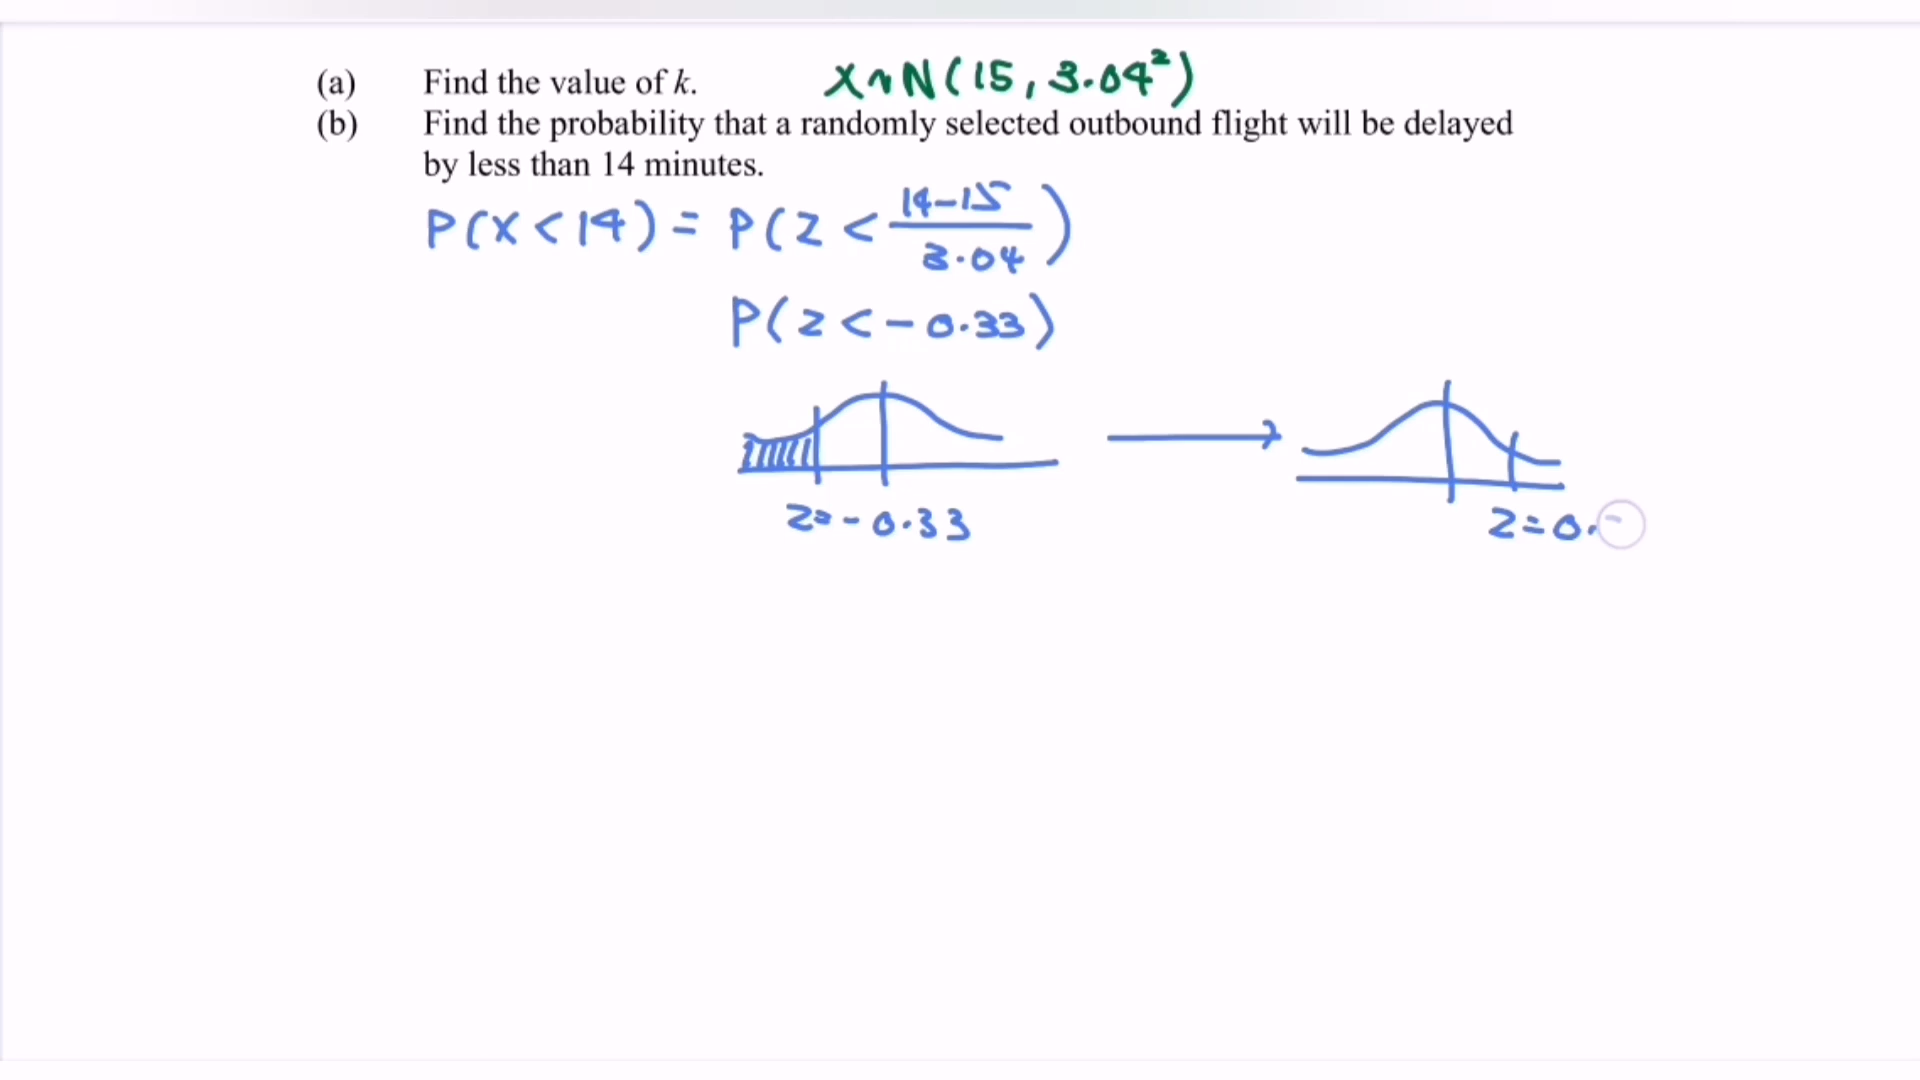 (a) Find the value of k. X~N(15, 3.04²)
(b) Find the probability that a randomly selected outbound flight will be delayed
by less than 14 minutes.
P(X<14) = P(Z < (14-15)/3.04)
P(Z<-0.33)
Z=-0.33 Z=0.